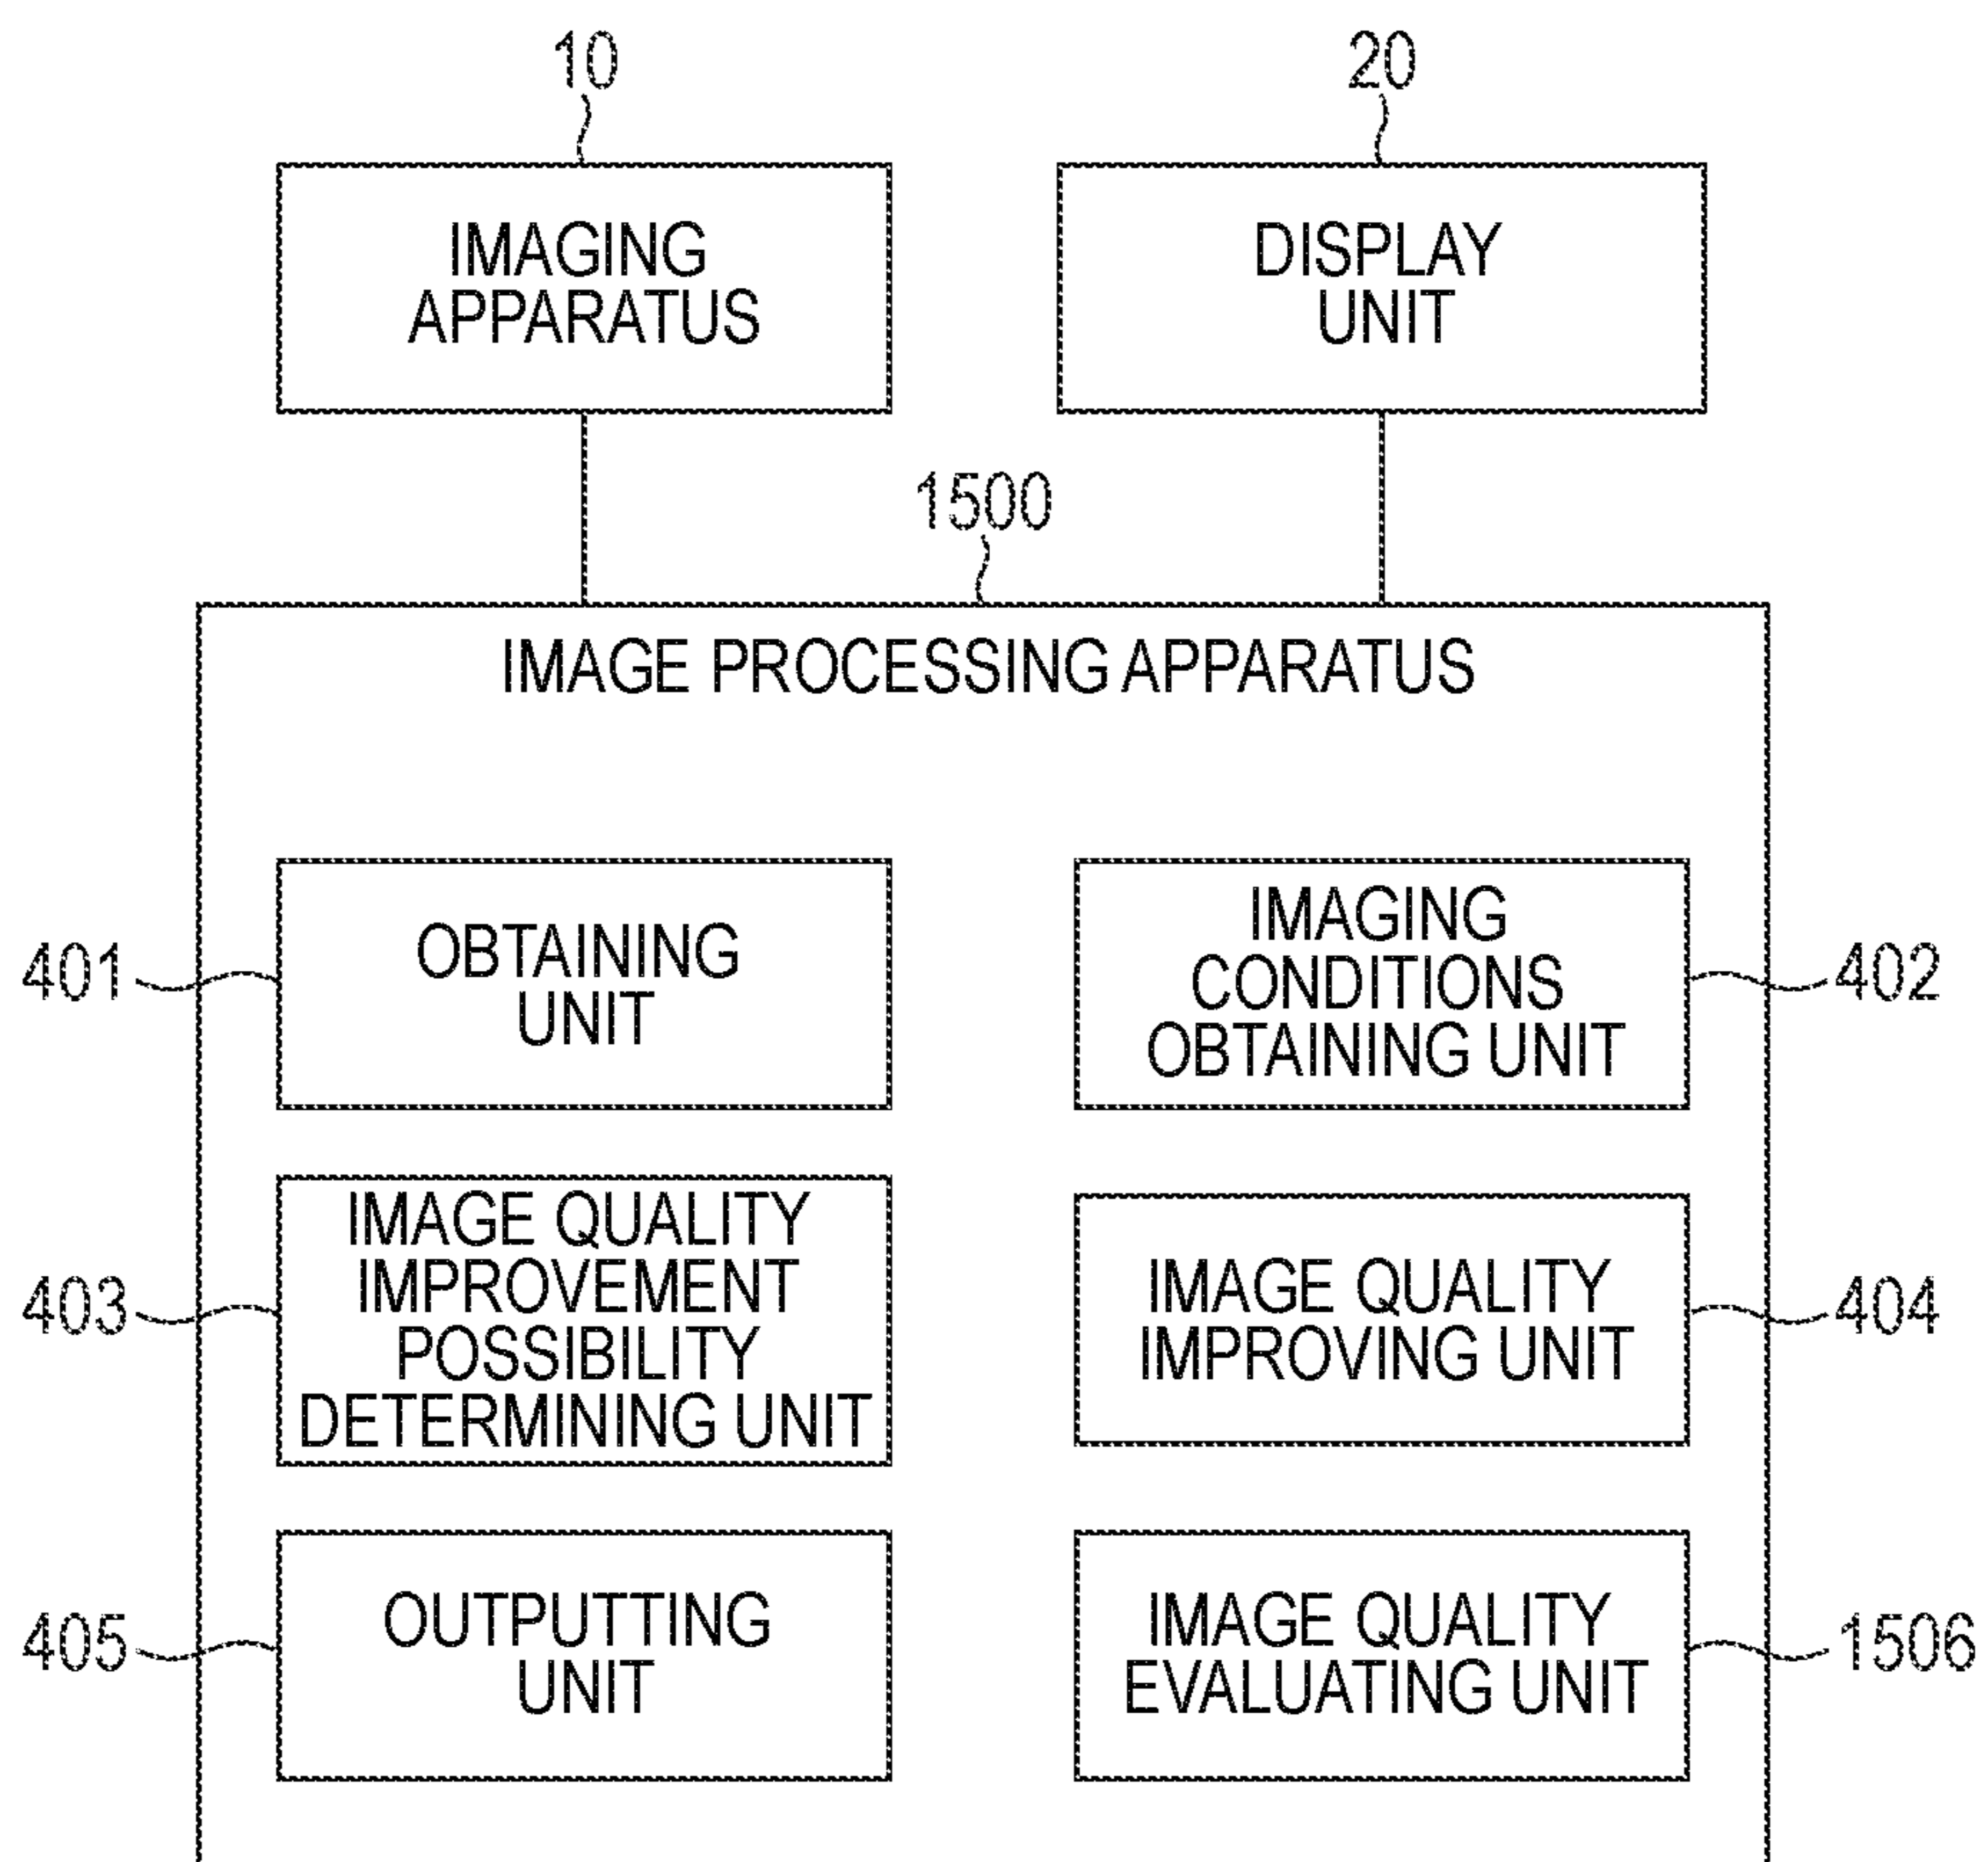 10
20
IMAGING
APPARATUS
DISPLAY
UNIT
1500
IMAGE PROCESSING APPARATUS
401
OBTAINING
UNIT
IMAGING
CONDITIONS
OBTAINING UNIT
402
403
IMAGE QUALITY
IMPROVEMENT
POSSIBILITY
DETERMINING UNIT
IMAGE QUALITY
IMPROVING UNIT
404
405
OUTPUTTING
UNIT
IMAGE QUALITY
EVALUATING UNIT
1506